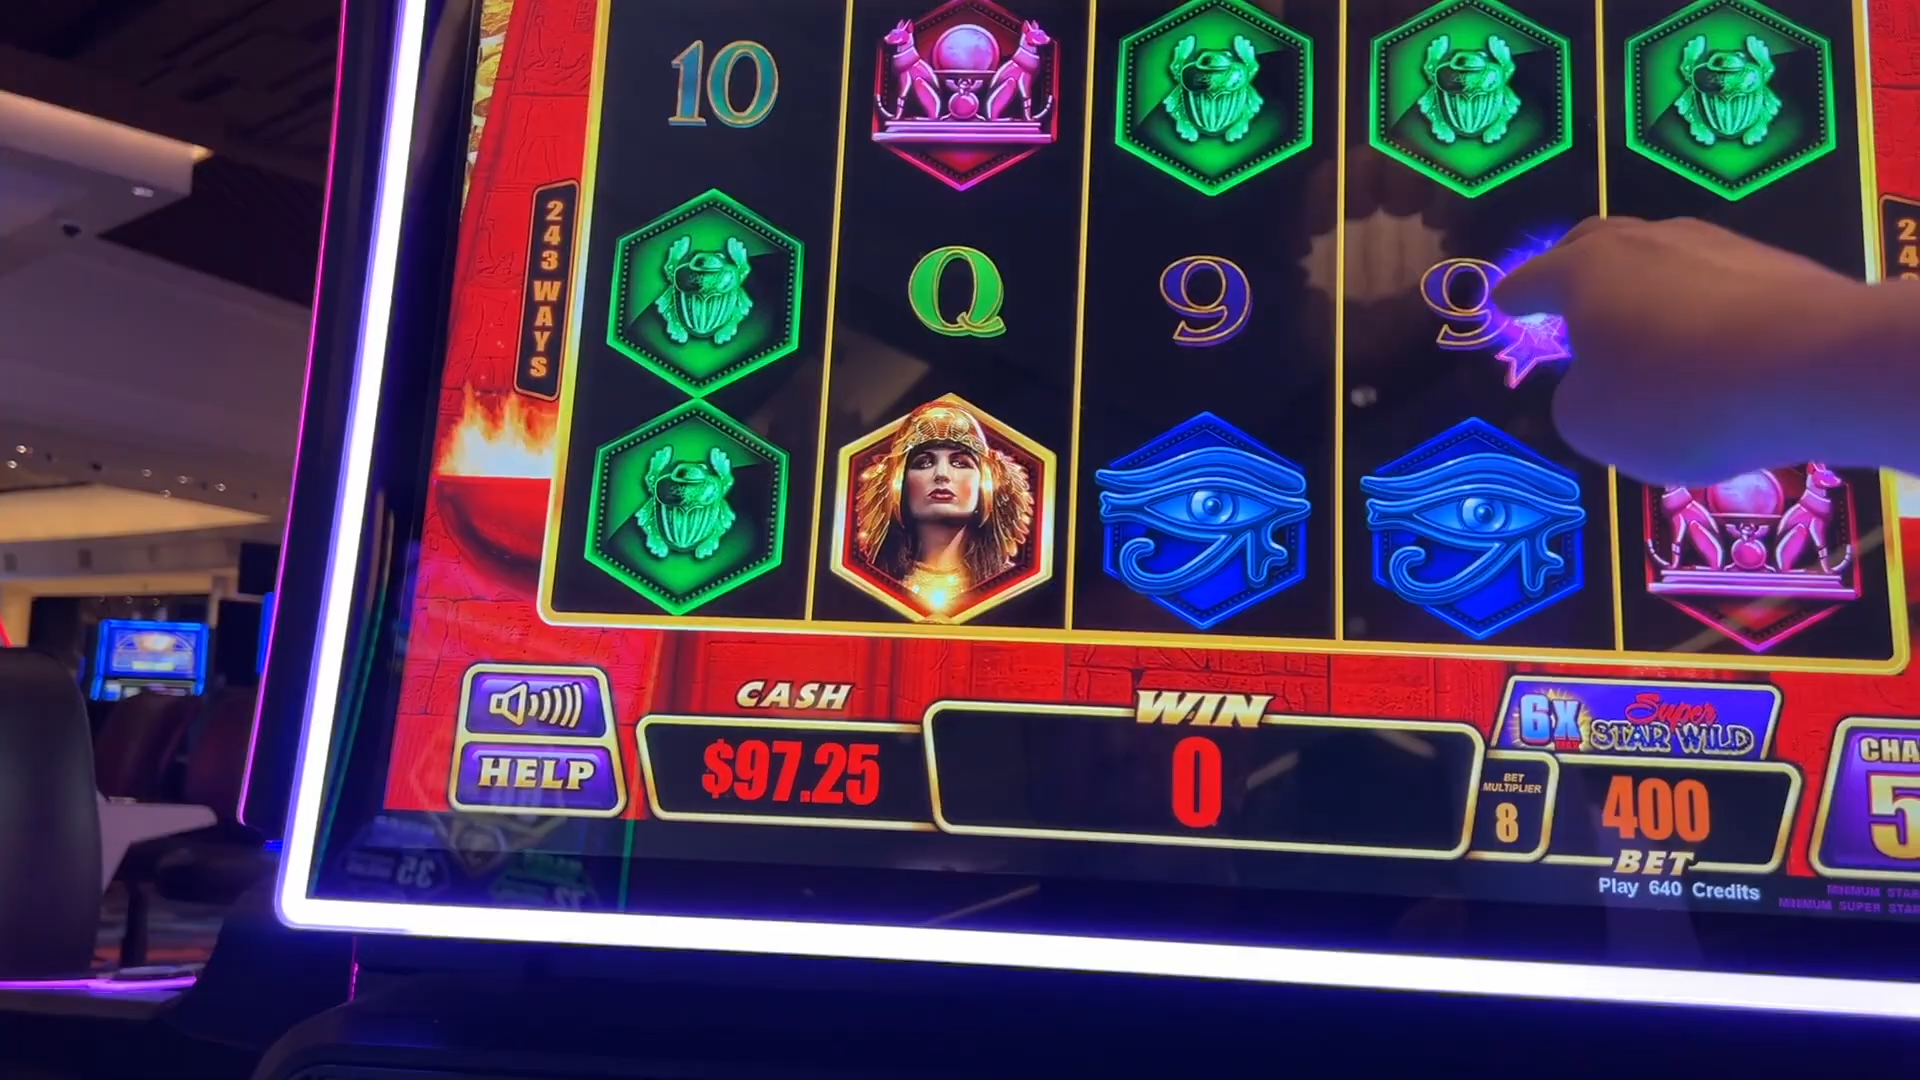 10
243 WAYS
Q
9
9
CASH
$97.25
WIN
0
6X
Super
STAR WILD
HELP
BET
MULTIPLIER
8
400
BET
Play 640 Credits